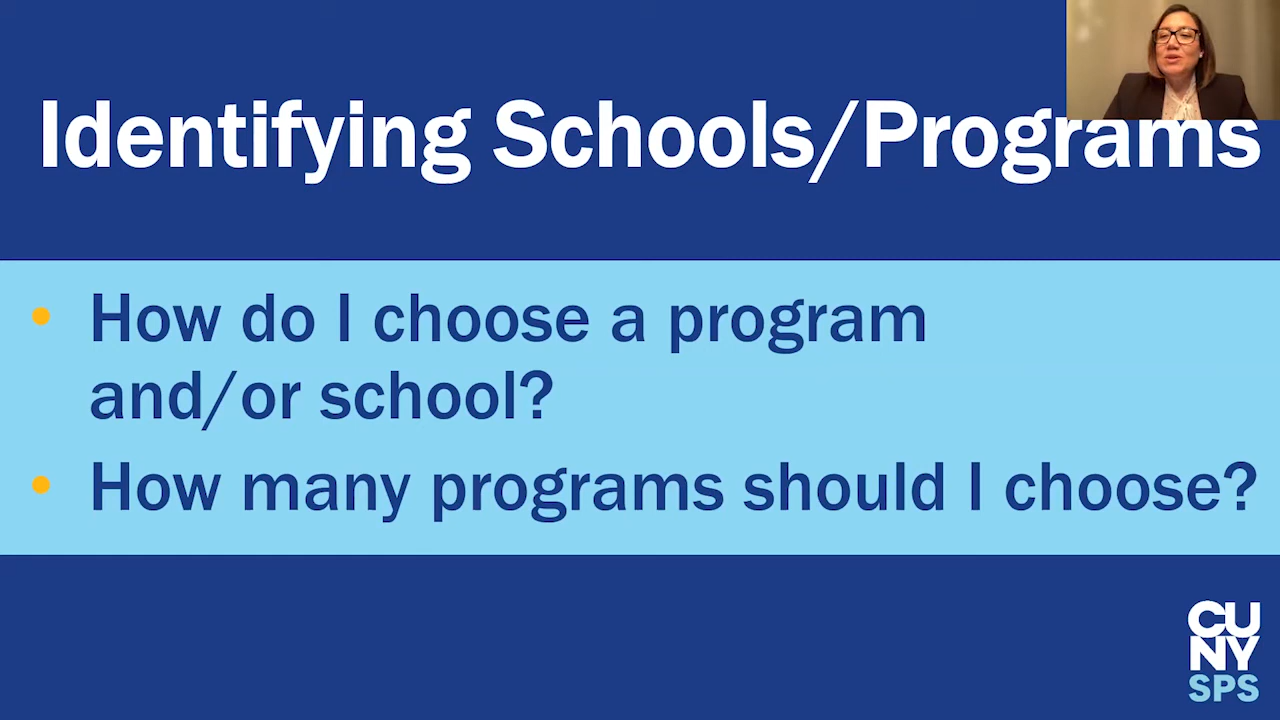 Identifying Schools/Programs
• How do I choose a program
and/or school?
• How many programs should I choose?
CU
NY
SPS